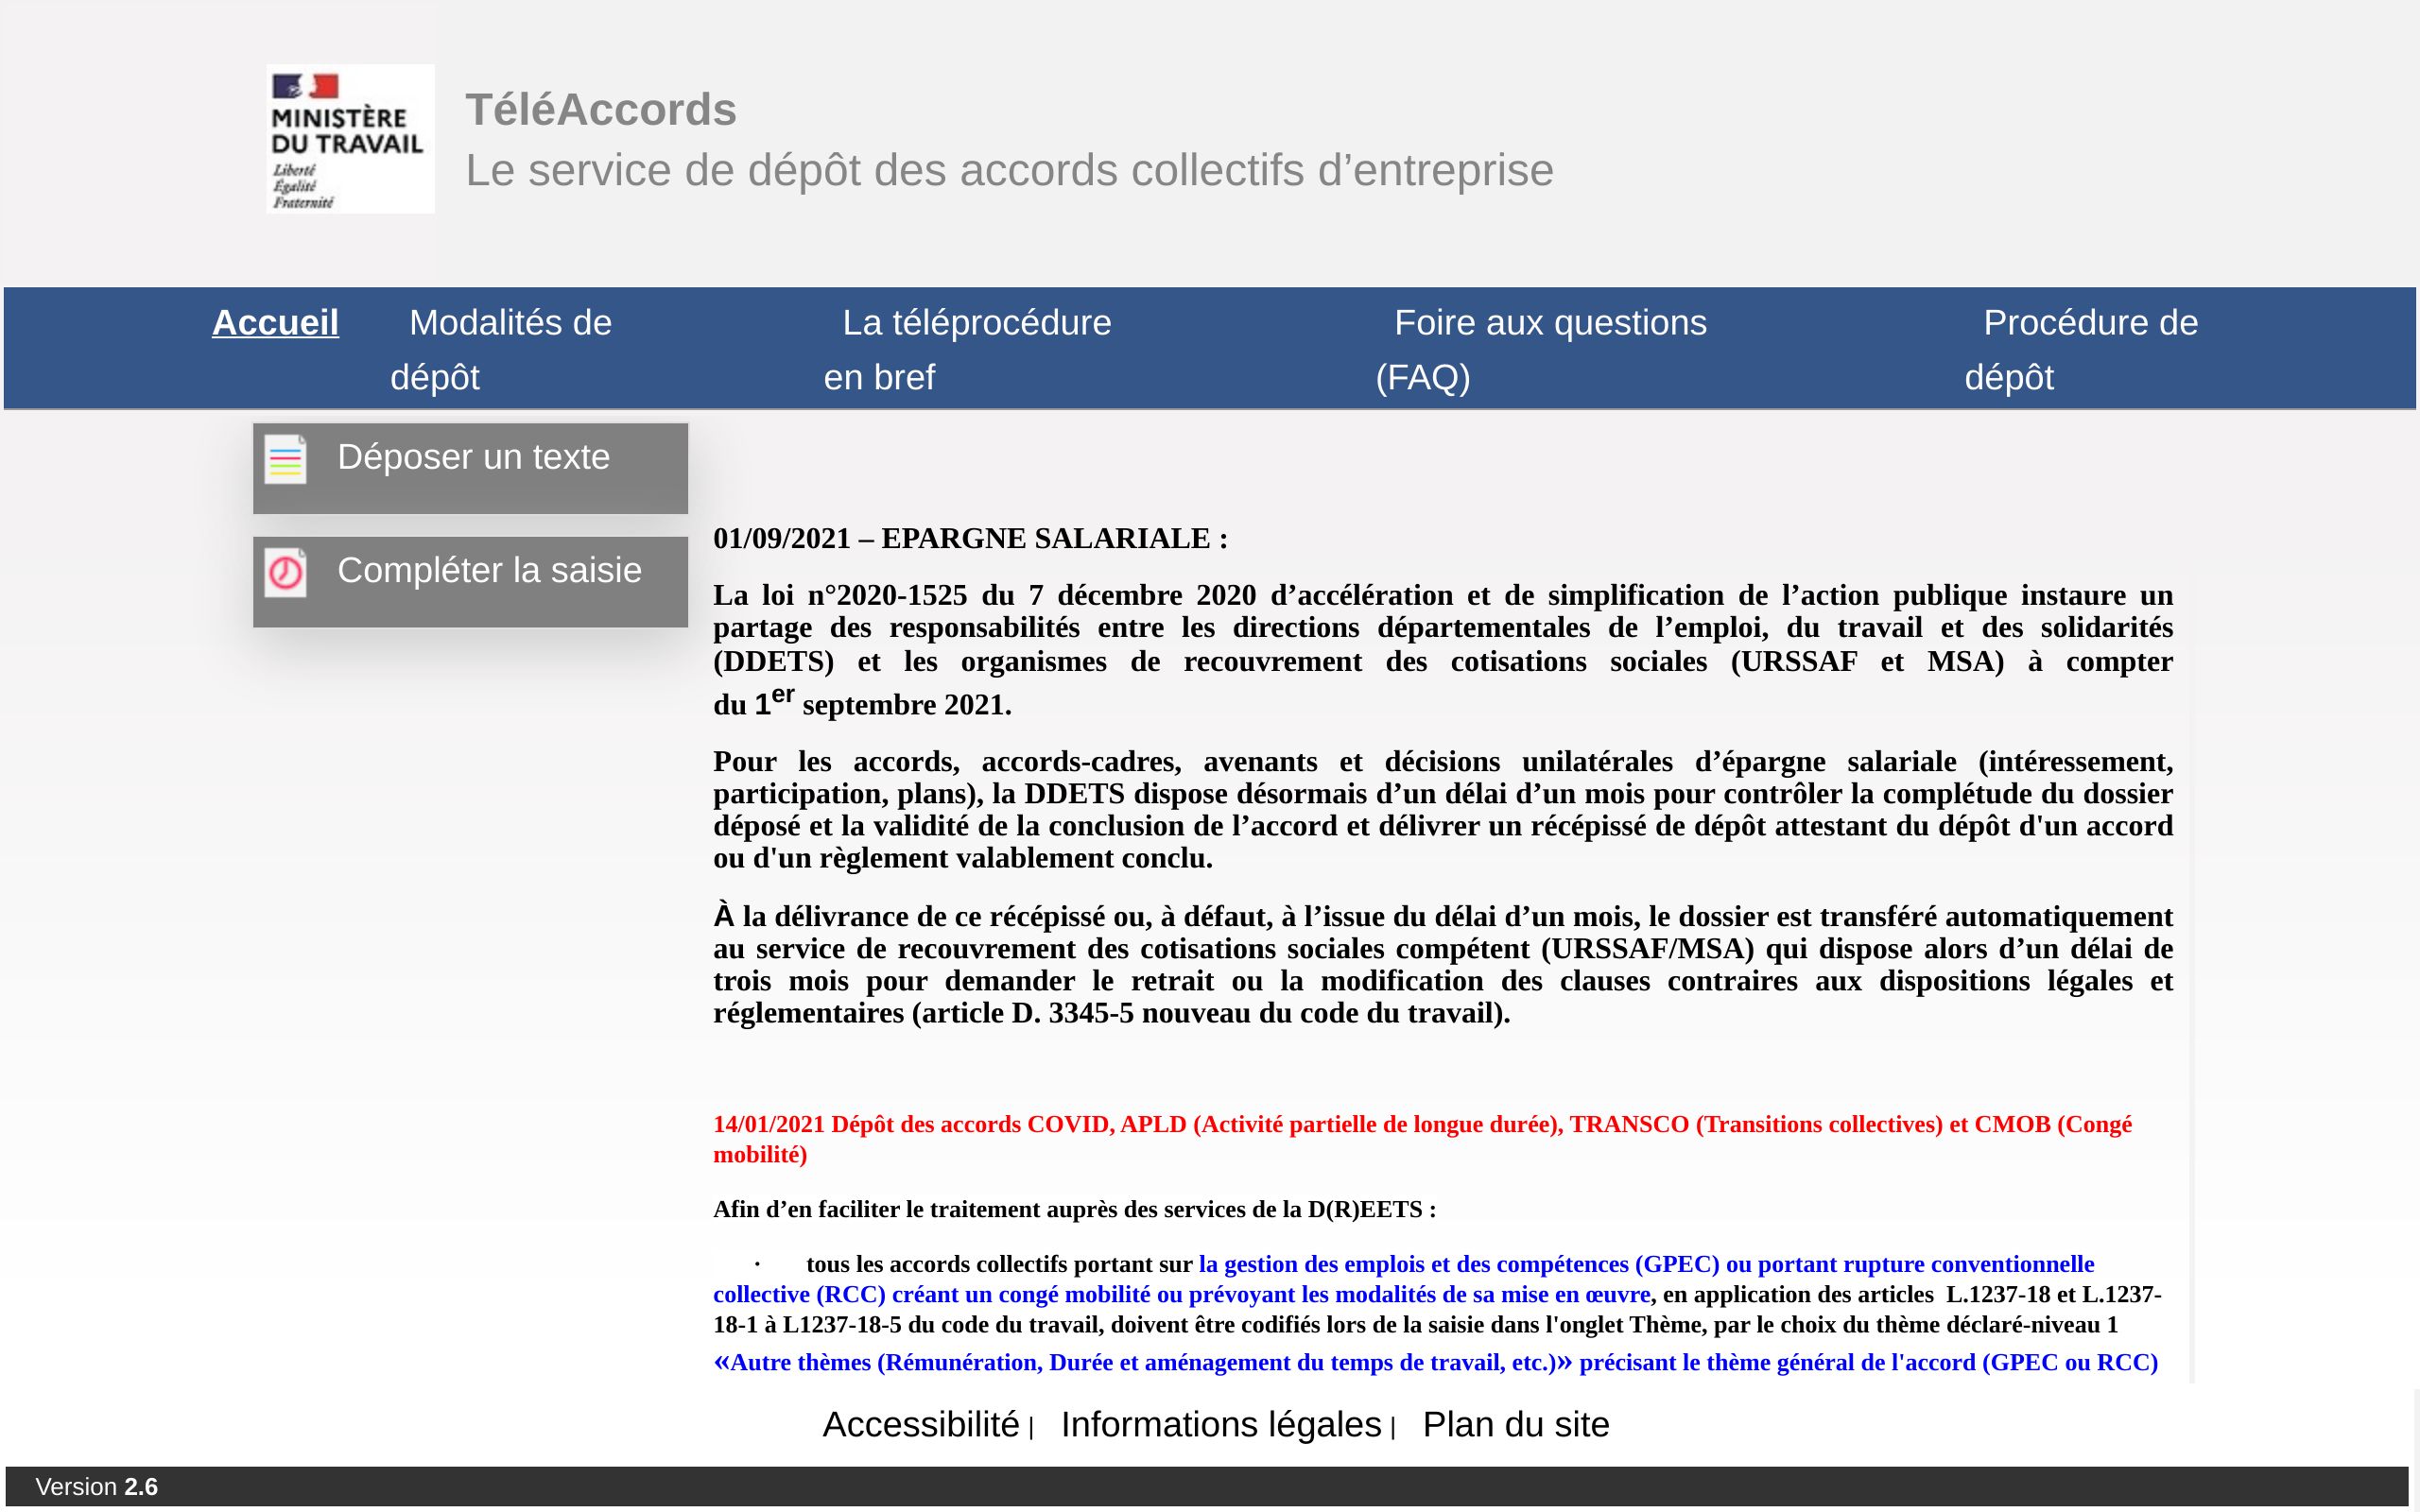 MINISTÈRE
DU TRAVAIL
Liberté
Égalité
Fraternité
TéléAccords
Le service de dépôt des accords collectifs d’entreprise
Accueil
Modalités de
dépôt
La téléprocédure
en bref
Foire aux questions
(FAQ)
Procédure de
dépôt
Déposer un texte
Compléter la saisie
01/09/2021 – EPARGNE SALARIALE :
La loi n°2020-1525 du 7 décembre 2020 d’accélération et de simplification de l’action publique instaure un
partage des responsabilités entre les directions départementales de l’emploi, du travail et des solidarités
(DDETS) et les organismes de recouvrement des cotisations sociales (URSSAF et MSA) à compter
du 1er septembre 2021.
Pour les accords, accords-cadres, avenants et décisions unilatérales d’épargne salariale (intéressement,
participation, plans), la DDETS dispose désormais d’un délai d’un mois pour contrôler la complétude du dossier
déposé et la validité de la conclusion de l’accord et délivrer un récépissé de dépôt attestant du dépôt d'un accord
ou d'un règlement valablement conclu.
À la délivrance de ce récépissé ou, à défaut, à l’issue du délai d’un mois, le dossier est transféré automatiquement
au service de recouvrement des cotisations sociales compétent (URSSAF/MSA) qui dispose alors d’un délai de
trois mois pour demander le retrait ou la modification des clauses contraires aux dispositions légales et
réglementaires (article D. 3345-5 nouveau du code du travail).
14/01/2021 Dépôt des accords COVID, APLD (Activité partielle de longue durée), TRANSCO (Transitions collectives) et CMOB (Congé
mobilité)
Afin d’en faciliter le traitement auprès des services de la D(R)EETS :
· tous les accords collectifs portant sur la gestion des emplois et des compétences (GPEC) ou portant rupture conventionnelle
collective (RCC) créant un congé mobilité ou prévoyant les modalités de sa mise en œuvre, en application des articles L.1237-18 et L.1237-
18-1 à L1237-18-5 du code du travail, doivent être codifiés lors de la saisie dans l'onglet Thème, par le choix du thème déclaré-niveau 1
«Autre thèmes (Rémunération, Durée et aménagement du temps de travail, etc.)» précisant le thème général de l'accord (GPEC ou RCC)
Accessibilité | Informations légales | Plan du site
Version 2.6